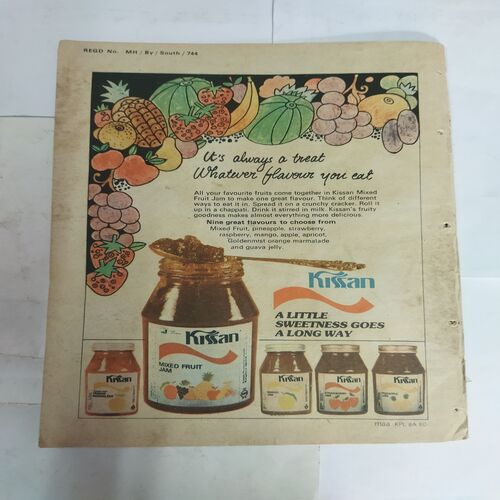 REGD No. MH / By / South / 744
It's always a treat
Whatever flavour you eat
All your favourite fruits come together in Kissan Mixed
Fruit Jam to make one great flavour. Think of different
ways to eat it in. Spread it on a crunchy cracker. Roll it
up in a chappati. Drink it stirred in milk. Kissan's fruity
goodness makes almost everything more delicious.
Nine great flavours to choose from
Mixed Fruit, pineapple, strawberry,
raspberry, mango, apple, apricot,
Goldenmist orange marmalade
and guava jelly.
Kissan
A LITTLE
SWEETNESS GOES
A LONG WAY
Kissan
MIXED FRUIT
JAM
Kissan
Kissan
Kissan
Kissan
maa KPL 8A 80